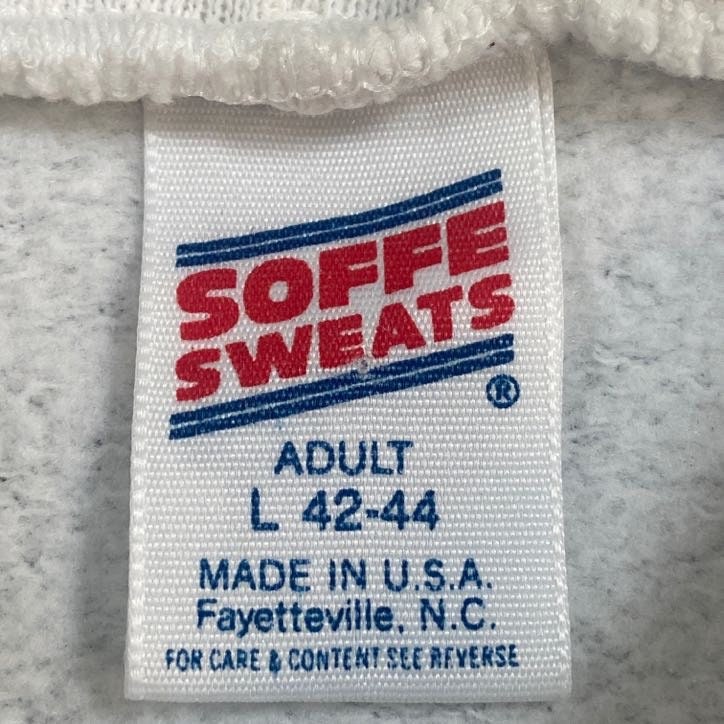 SOFFE
SWEATS
®
ADULT
L 42-44
MADE IN U.S.A.
Fayetteville, N.C.
FOR CARE & CONTENT SEE REVERSE